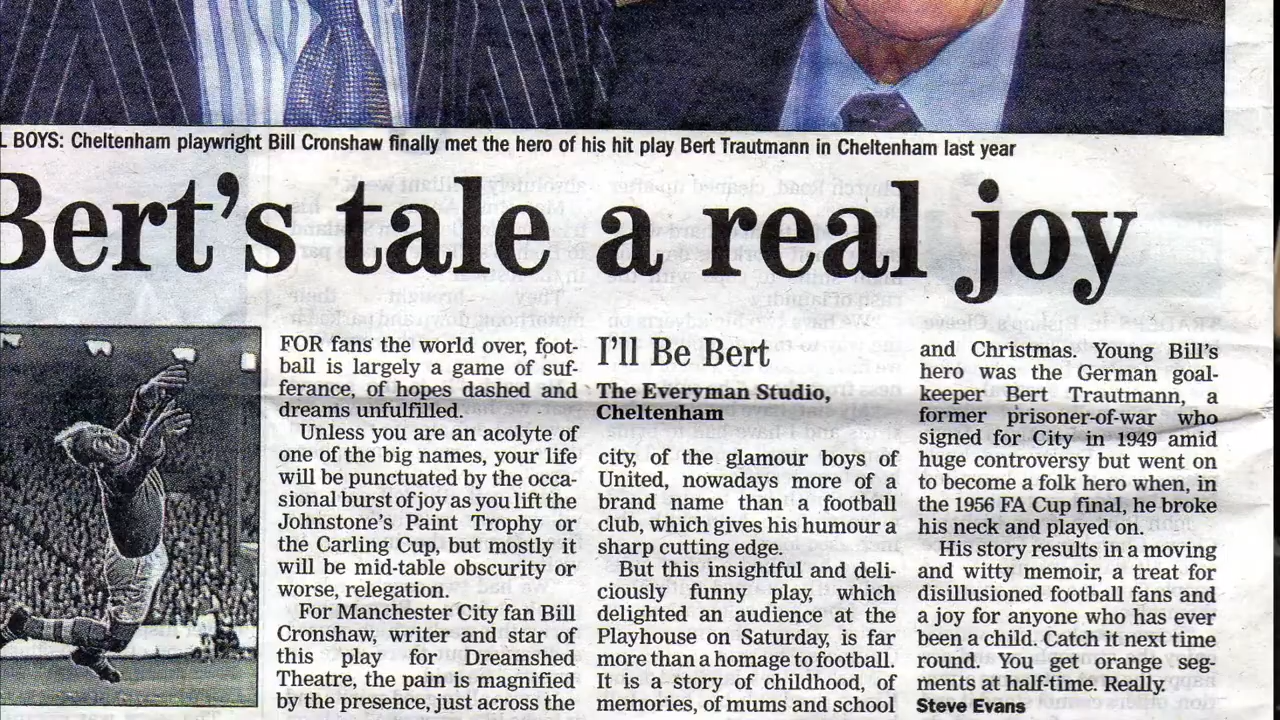 L BOYS: Cheltenham playwright Bill Cronshaw finally met the hero of his hit play Bert Trautmann in Cheltenham last year
Bert's tale a real joy
FOR fans the world over, foot-
ball is largely a game of suf-
ferance, of hopes dashed and
dreams unfulfilled.
Unless you are an acolyte of
one of the big names, your life
will be punctuated by the occa-
sional burst of joy as you lift the
Johnstone's Paint Trophy or
the Carling Cup, but mostly it
will be mid-table obscurity or
worse, relegation.
For Manchester City fan Bill
Cronshaw, writer and star of
this play for Dreamshed
Theatre, the pain is magnified
by the presence, just across the
I'll Be Bert
The Everyman Studio,
Cheltenham
city, of the glamour boys of
United, nowadays more of a
brand name than a football
club, which gives his humour a
sharp cutting edge.
But this insightful and deli-
ciously funny play, which
delighted an audience at the
Playhouse on Saturday, is far
more than a homage to football.
It is a story of childhood, of
memories, of mums and school
and Christmas. Young Bill's
hero was the German goal-
keeper Bert Trautmann, a
former prisoner-of-war who
signed for City in 1949 amid
huge controversy but went on
to become a folk hero when, in
the 1956 FA Cup final, he broke
his neck and played on.
His story results in a moving
and witty memoir, a treat for
disillusioned football fans and
a joy for anyone who has ever
been a child. Catch it next time
round. You get orange seg-
ments at half-time. Really.
Steve Evans